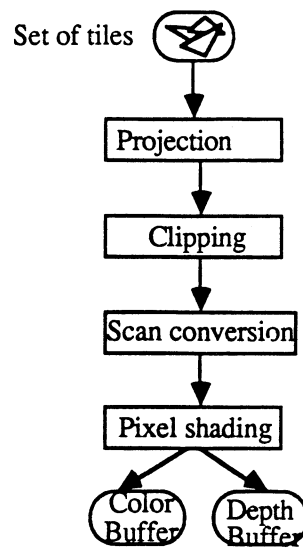 Set of tiles
Projection
Clipping
Scan conversion
Pixel shading
Color
Buffer
Depth
Buffer